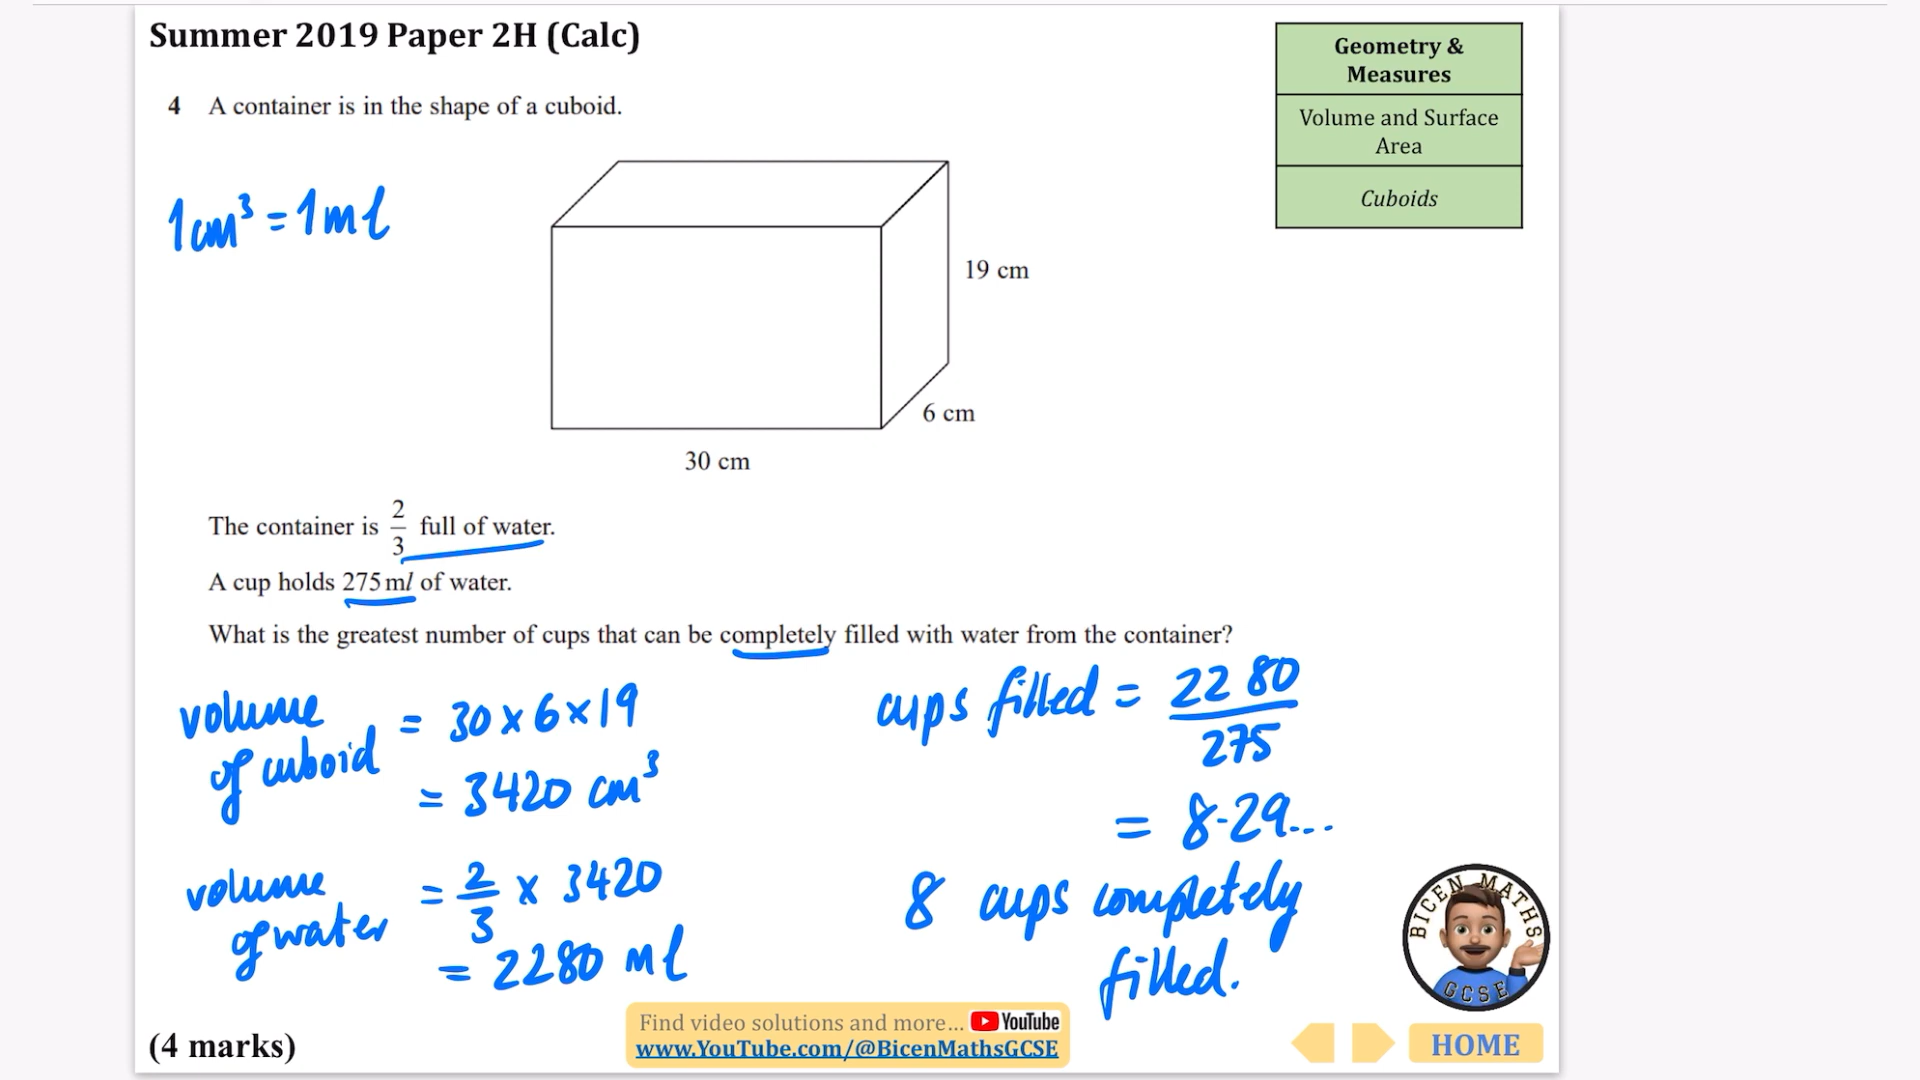 Summer 2019 Paper 2H (Calc)
Geometry &
Measures
Volume and Surface
Area
Cuboids
4 A container is in the shape of a cuboid.
1cm³ = 1ml
19 cm
6 cm
30 cm
The container is 2/3 full of water.
A cup holds 275 ml of water.
What is the greatest number of cups that can be completely filled with water from the container?
volume
of cuboid = 30 × 6 × 19
= 3420 cm³
volume
of water = 2/3 × 3420
= 2280 ml
cups filled = 2280/275
= 8.29...
8 cups completely
filled.
BICEN MATHS
GCSE
(4 marks)
Find video solutions and more... YouTube
www.YouTube.com/@BicenMathsGCSE
HOME